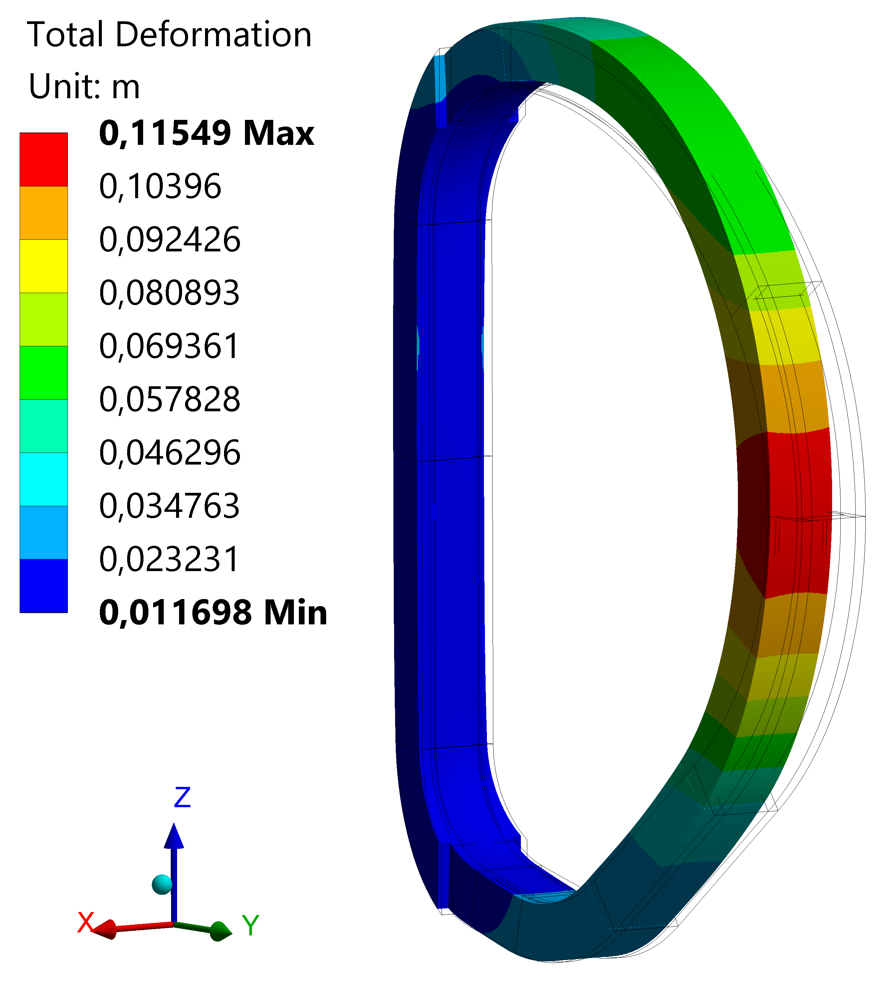 Total Deformation
Unit: m
0,11549 Max
0,10396
0,092426
0,080893
0,069361
0,057828
0,046296
0,034763
0,023231
0,011698 Min
Z
X
Y